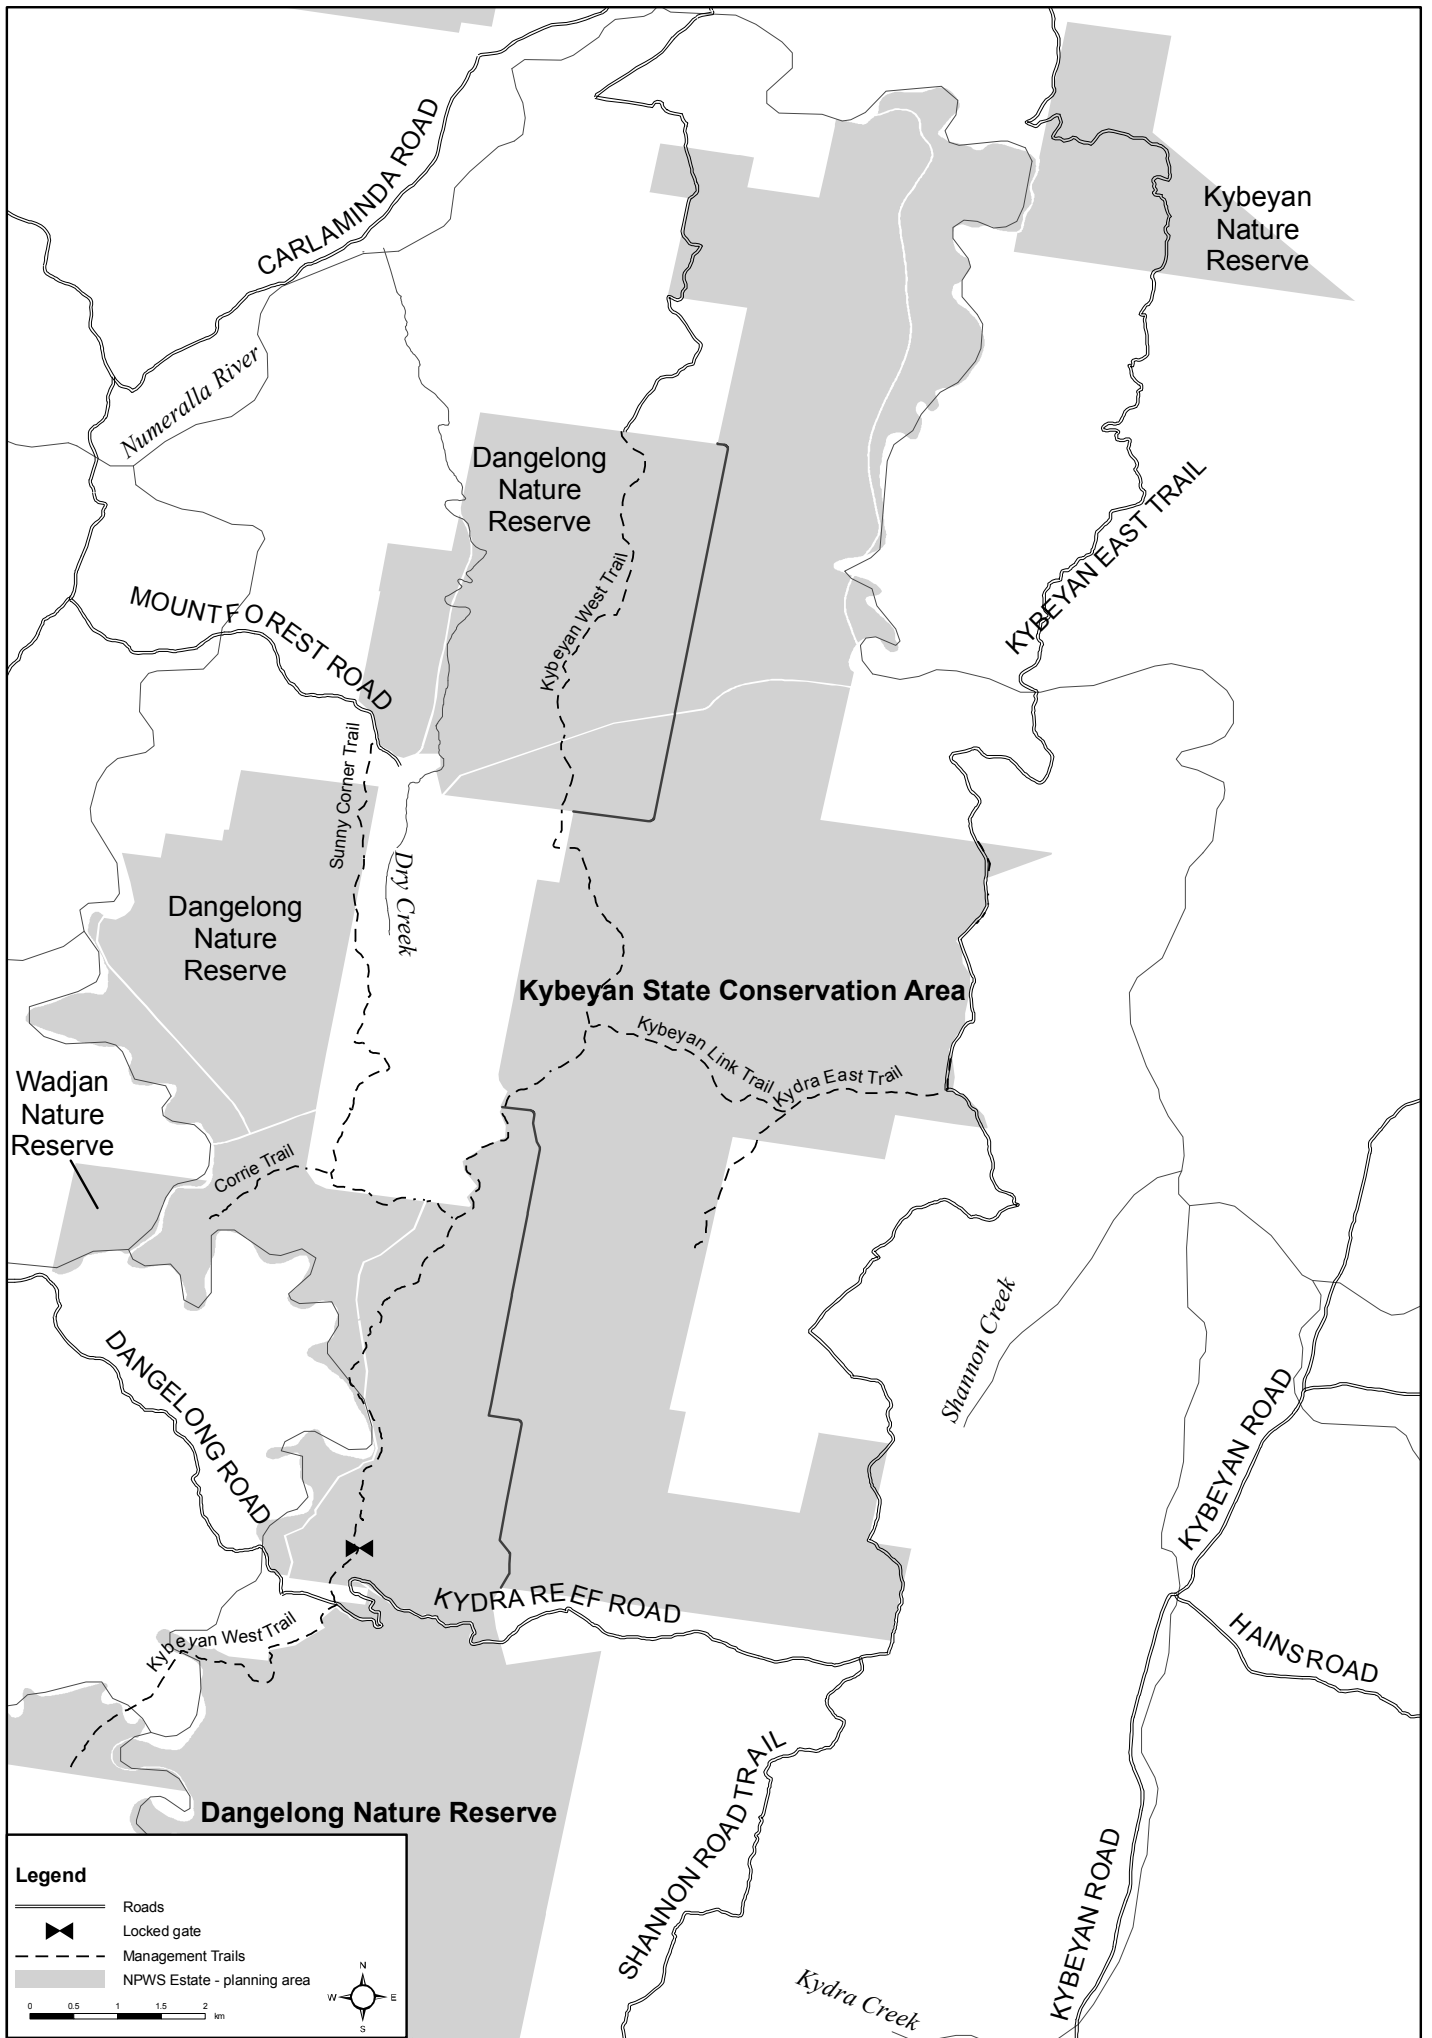 CARLAMINDA ROAD
Kybeyan
Nature
Reserve
Numeralla River
Dangelong
Nature
Reserve
KYBEYAN EAST TRAIL
Kybeyan West Trail
MOUNTFOREST ROAD
Sunny Corner Trail
Dry Creek
Dangelong
Nature
Reserve
Kybeyan State Conservation Area
Kybeyan Link Trail
Kydra East Trail
Wadjan
Nature
Reserve
Corrie Trail
Shannon Creek
DANGELONG ROAD
KYBEYAN ROAD
KYDRA REEF ROAD
HAINS ROAD
Kybeyan West Trail
SHANNON ROAD TRAIL
Dangelong Nature Reserve
KYBEYAN ROAD
Kydra Creek
Legend
Roads
Locked gate
Management Trails
NPWS Estate - planning area
0 0.5 1 1.5 2
km
N
W E
S